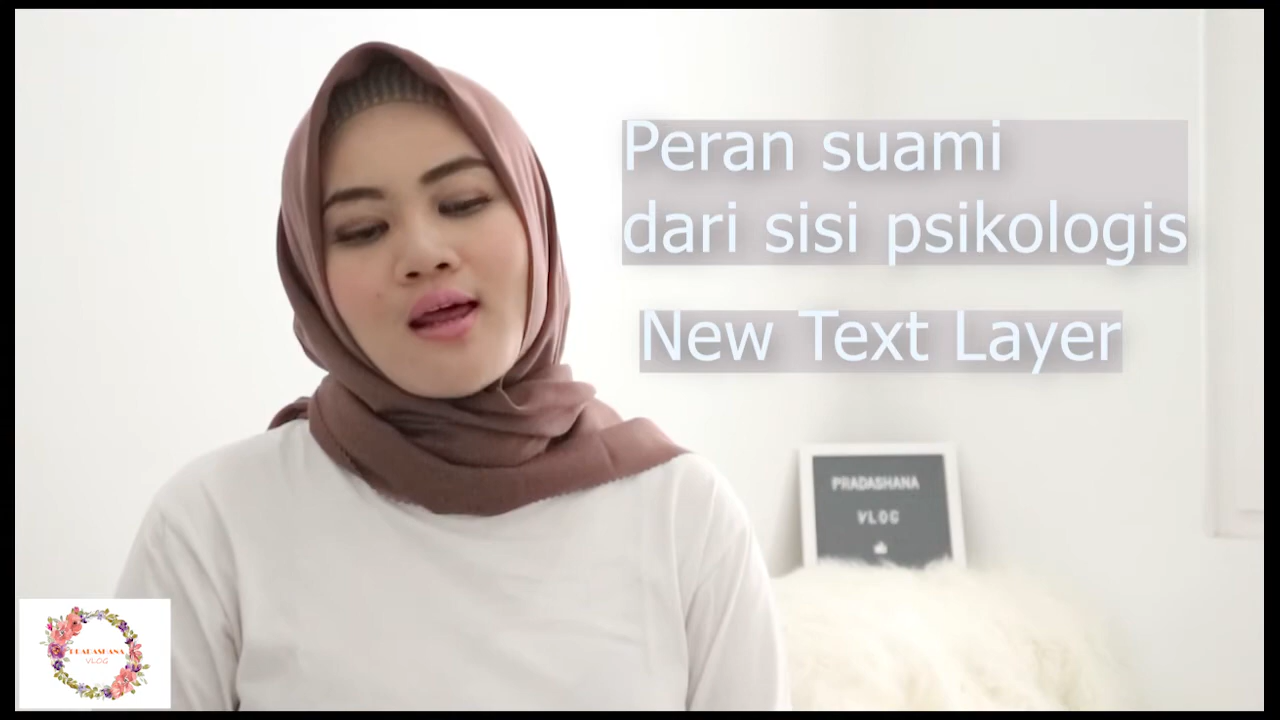 Peran suami
dari sisi psikologis
New Text Layer
PRADASHANA
VLOG
PRADASHANA
VLOG